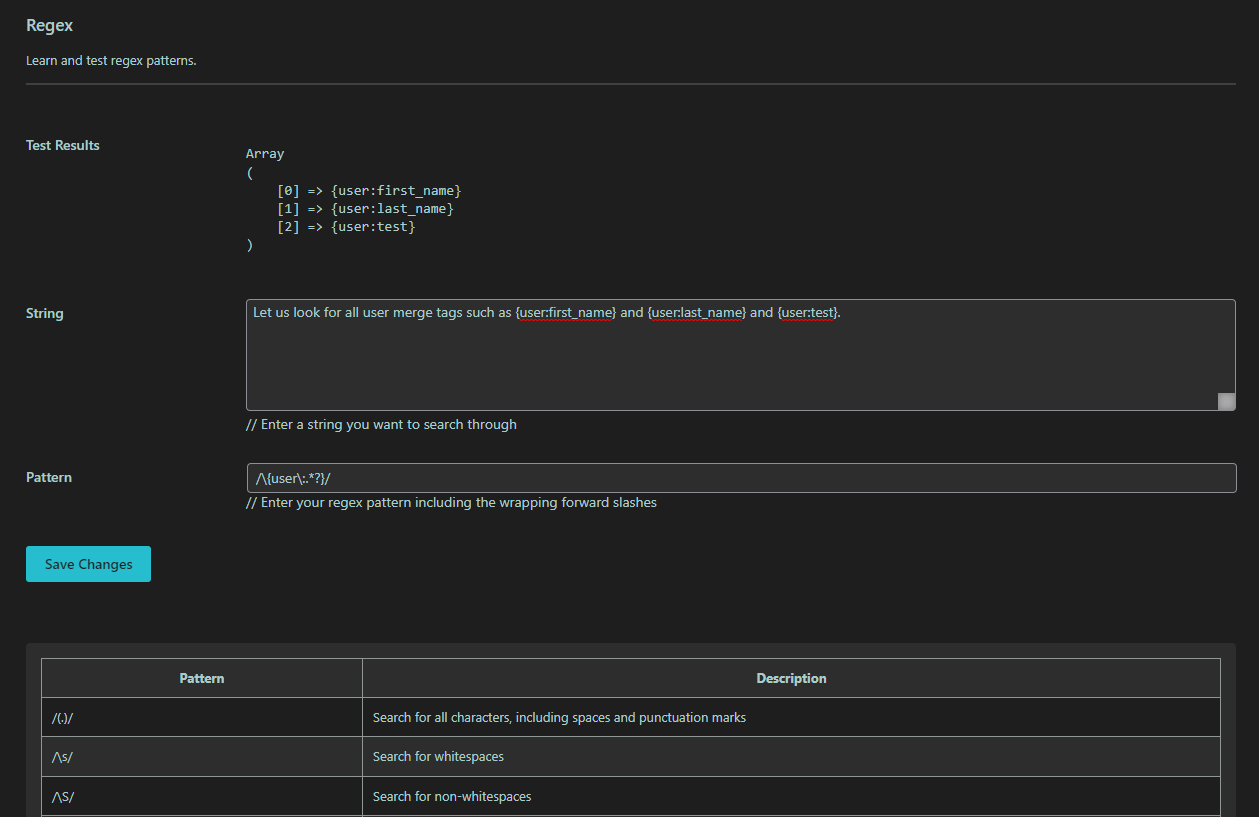 Regex
Learn and test regex patterns.
Test Results
Array
(
[0] => {user:first_name}
[1] => {user:last_name}
[2] => {user:test}
)
String
Let us look for all user merge tags such as {user:first_name} and {user:last_name} and {user:test}.
// Enter a string you want to search through
Pattern
/\{user\:.*?}/
// Enter your regex pattern including the wrapping forward slashes
Save Changes
Pattern Description
/(.)/ Search for all characters, including spaces and punctuation marks
/\s/ Search for whitespaces
/\S/ Search for non-whitespaces